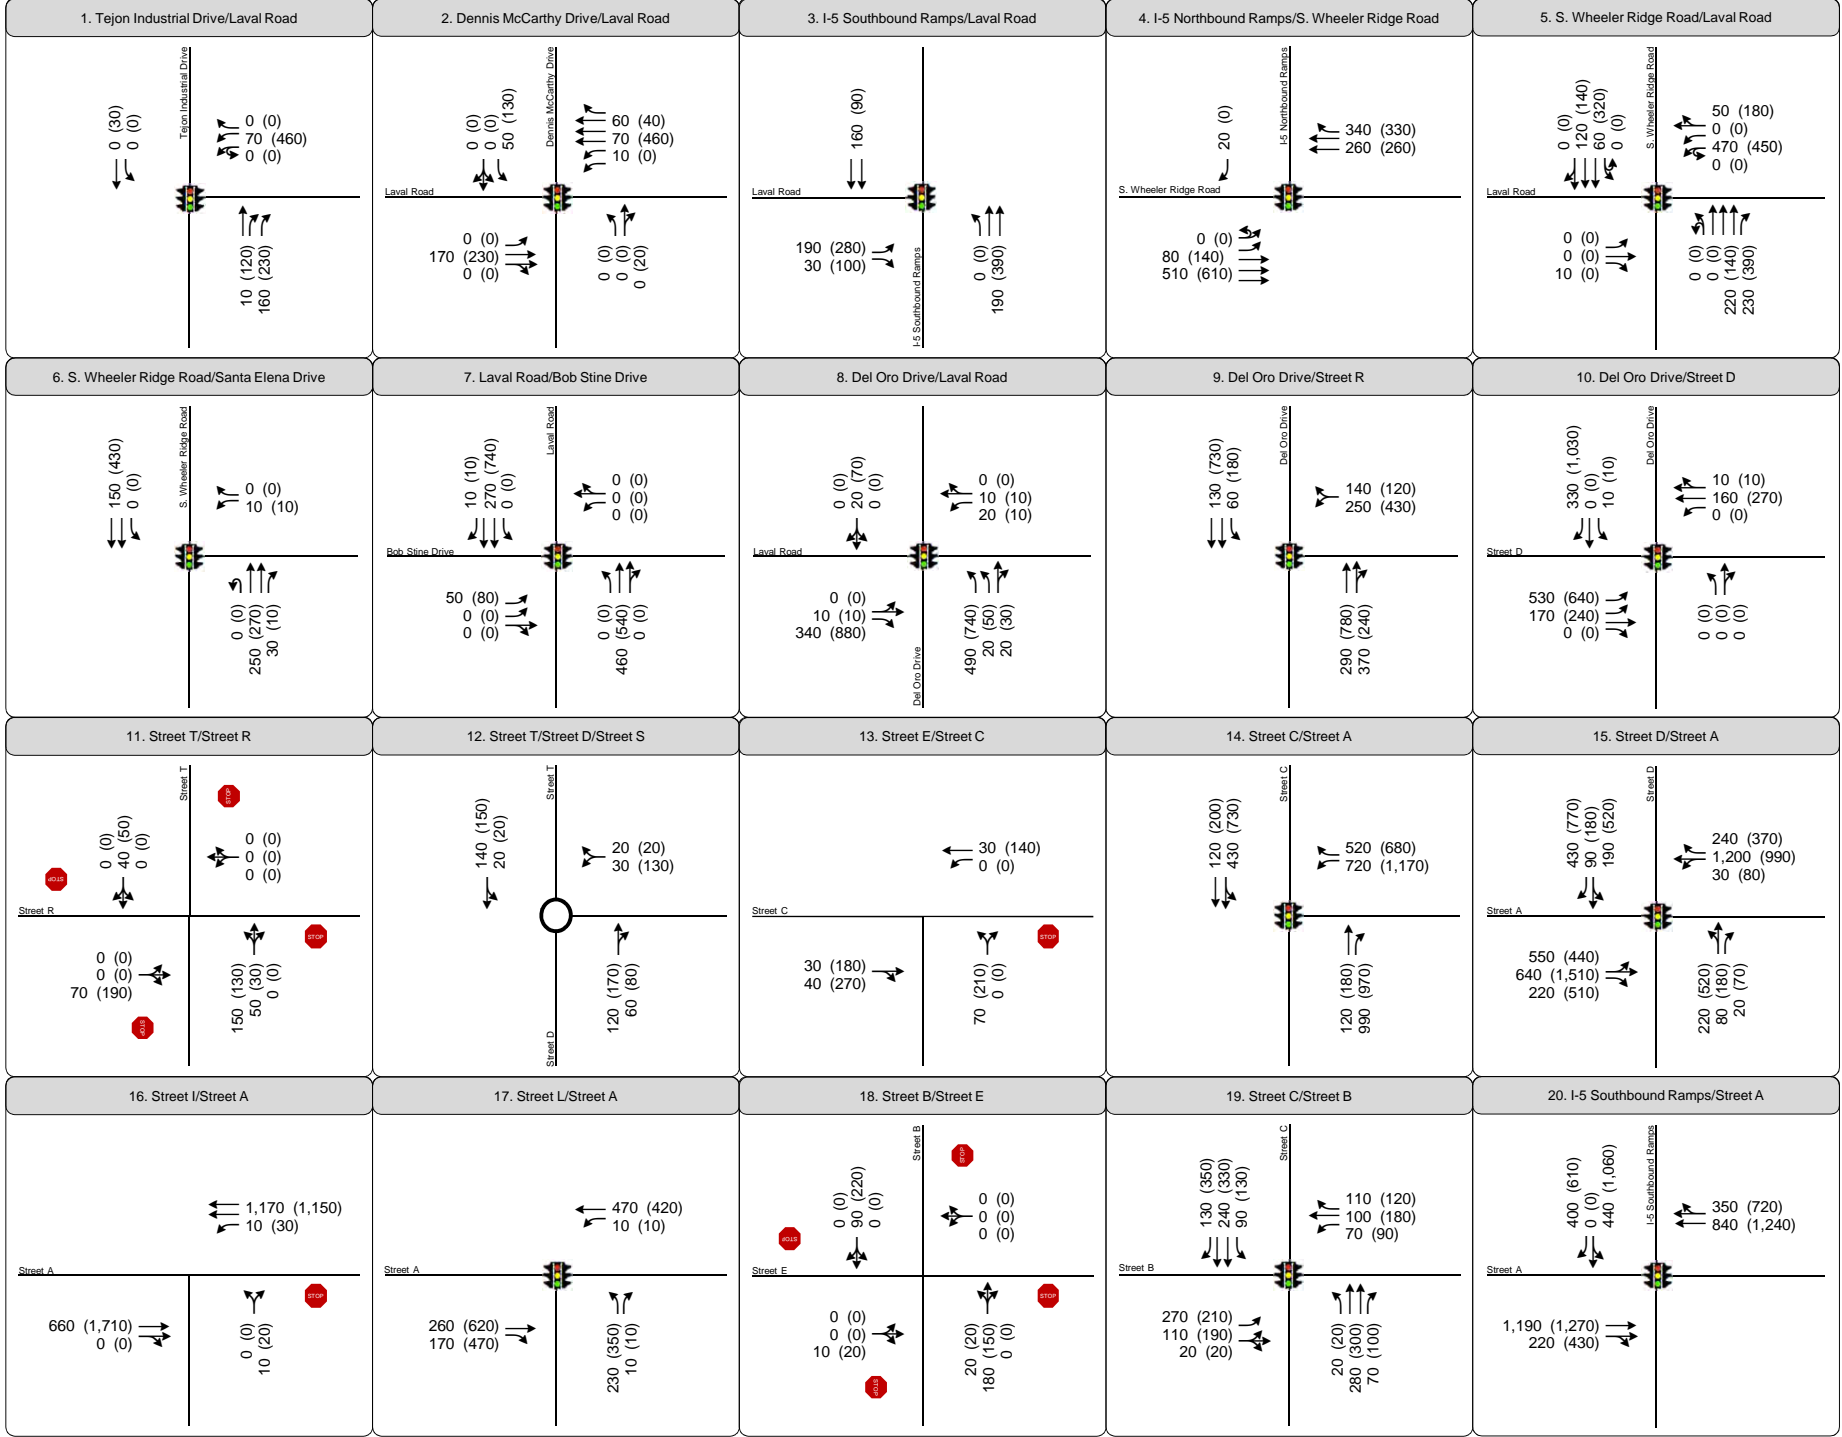 1. Tejon Industrial Drive/Laval Road
Tejon Industrial Drive
0 (30)
0 (0)
0 (0)
70 (460)
0 (0)
10 (120)
160 (230)
2. Dennis McCarthy Drive/Laval Road
Dennis McCarthy Drive
0 (0)
0 (0)
50 (130)
60 (40)
70 (460)
10 (0)
Laval Road
0 (0)
170 (230)
0 (0)
0 (0)
0 (0)
0 (20)
3. I-5 Southbound Ramps/Laval Road
160 (90)
Laval Road
190 (280)
30 (100)
I-5 Southbound Ramps
0 (0)
190 (390)
4. I-5 Northbound Ramps/S. Wheeler Ridge Road
I-5 Northbound Ramps
20 (0)
340 (330)
260 (260)
S. Wheeler Ridge Road
0 (0)
80 (140)
510 (610)
5. S. Wheeler Ridge Road/Laval Road
S. Wheeler Ridge Road
0 (0)
120 (140)
60 (320)
0 (0)
50 (180)
0 (0)
470 (450)
0 (0)
Laval Road
0 (0)
0 (0)
10 (0)
0 (0)
0 (0)
220 (140)
230 (390)
6. S. Wheeler Ridge Road/Santa Elena Drive
S. Wheeler Ridge Road
150 (430)
0 (0)
0 (0)
10 (10)
0 (0)
250 (270)
30 (10)
7. Laval Road/Bob Stine Drive
Laval Road
10 (10)
270 (740)
0 (0)
0 (0)
0 (0)
0 (0)
Bob Stine Drive
50 (80)
0 (0)
0 (0)
0 (0)
460 (540)
0 (0)
8. Del Oro Drive/Laval Road
0 (0)
20 (70)
0 (0)
0 (0)
10 (10)
20 (10)
Laval Road
0 (0)
10 (10)
340 (880)
Del Oro Drive
490 (740)
20 (50)
20 (30)
9. Del Oro Drive/Street R
Del Oro Drive
130 (730)
60 (180)
140 (120)
250 (430)
290 (780)
370 (240)
10. Del Oro Drive/Street D
Del Oro Drive
330 (1,030)
0 (0)
10 (10)
10 (10)
160 (270)
0 (0)
Street D
530 (640)
170 (240)
0 (0)
0 (0)
0 (0)
0 (0)
11. Street T/Street R
Street T
STOP
0 (0)
40 (50)
0 (0)
0 (0)
0 (0)
0 (0)
STOP
Street R
STOP
0 (0)
0 (0)
70 (190)
150 (130)
50 (30)
0 (0)
STOP
12. Street T/Street D/Street S
Street T
140 (150)
20 (20)
20 (20)
30 (130)
Street D
120 (170)
60 (80)
13. Street E/Street C
30 (140)
0 (0)
Street C
STOP
30 (180)
40 (270)
70 (210)
0 (0)
14. Street C/Street A
Street C
120 (200)
430 (730)
520 (680)
720 (1,170)
120 (180)
990 (970)
15. Street D/Street A
Street D
430 (770)
90 (180)
190 (520)
240 (370)
1,200 (990)
30 (80)
Street A
550 (440)
640 (1,510)
220 (510)
220 (520)
80 (180)
20 (70)
16. Street I/Street A
1,170 (1,150)
10 (30)
Street A
STOP
660 (1,710)
0 (0)
0 (0)
10 (20)
17. Street L/Street A
470 (420)
10 (10)
Street A
260 (620)
170 (470)
230 (350)
10 (10)
18. Street B/Street E
Street B
STOP
0 (0)
90 (220)
0 (0)
0 (0)
0 (0)
0 (0)
STOP
Street E
STOP
0 (0)
0 (0)
10 (20)
20 (20)
180 (150)
0 (0)
STOP
19. Street C/Street B
Street C
130 (350)
240 (330)
90 (130)
110 (120)
100 (180)
70 (90)
Street B
270 (210)
110 (190)
20 (20)
20 (20)
280 (300)
70 (100)
20. I-5 Southbound Ramps/Street A
I-5 Southbound Ramps
400 (610)
0 (0)
440 (1,060)
350 (720)
840 (1,240)
Street A
1,190 (1,270)
220 (430)